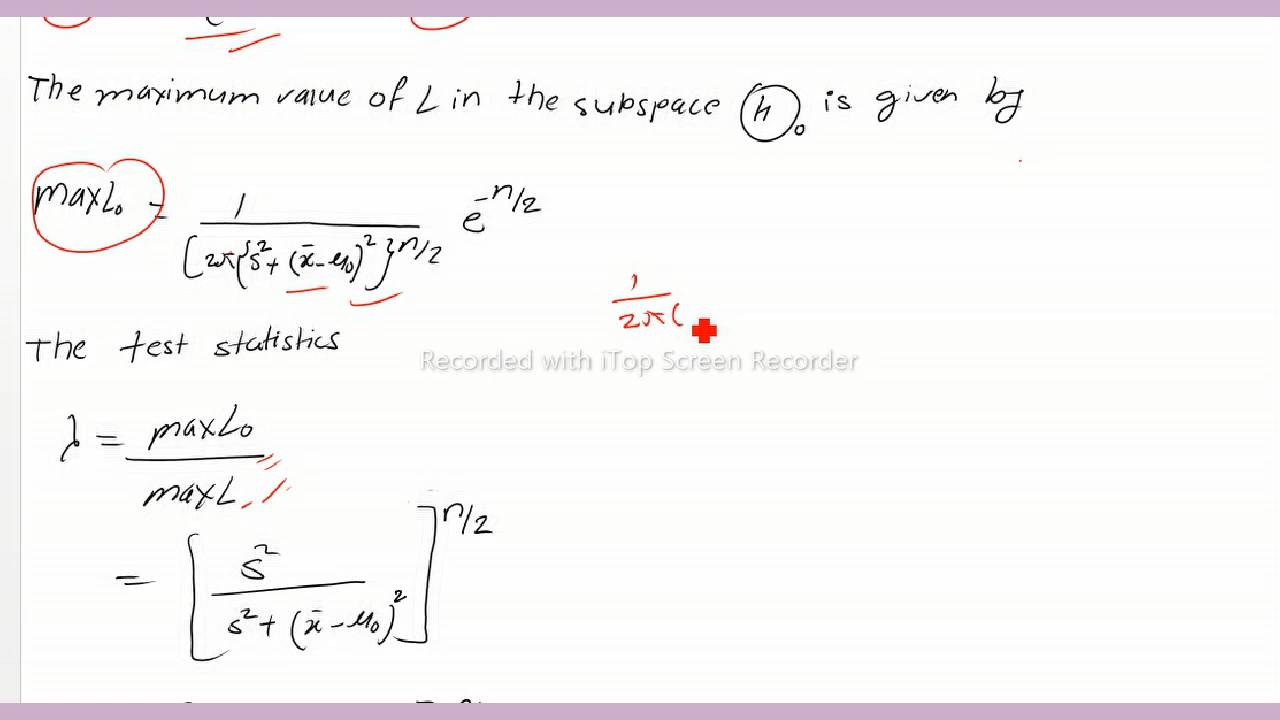 The maximum value of L in the subspace Ⓗ₀ is given by
maxL₀ = 1 / [2π{s² + (x̄ - μ₀)²}]^n/2 e^-n/2
1 / 2π(
The test statistics
Recorded with iTop Screen Recorder
λ = maxL₀ / maxL
= [s² / s² + (x̄ - μ₀)²]^n/2